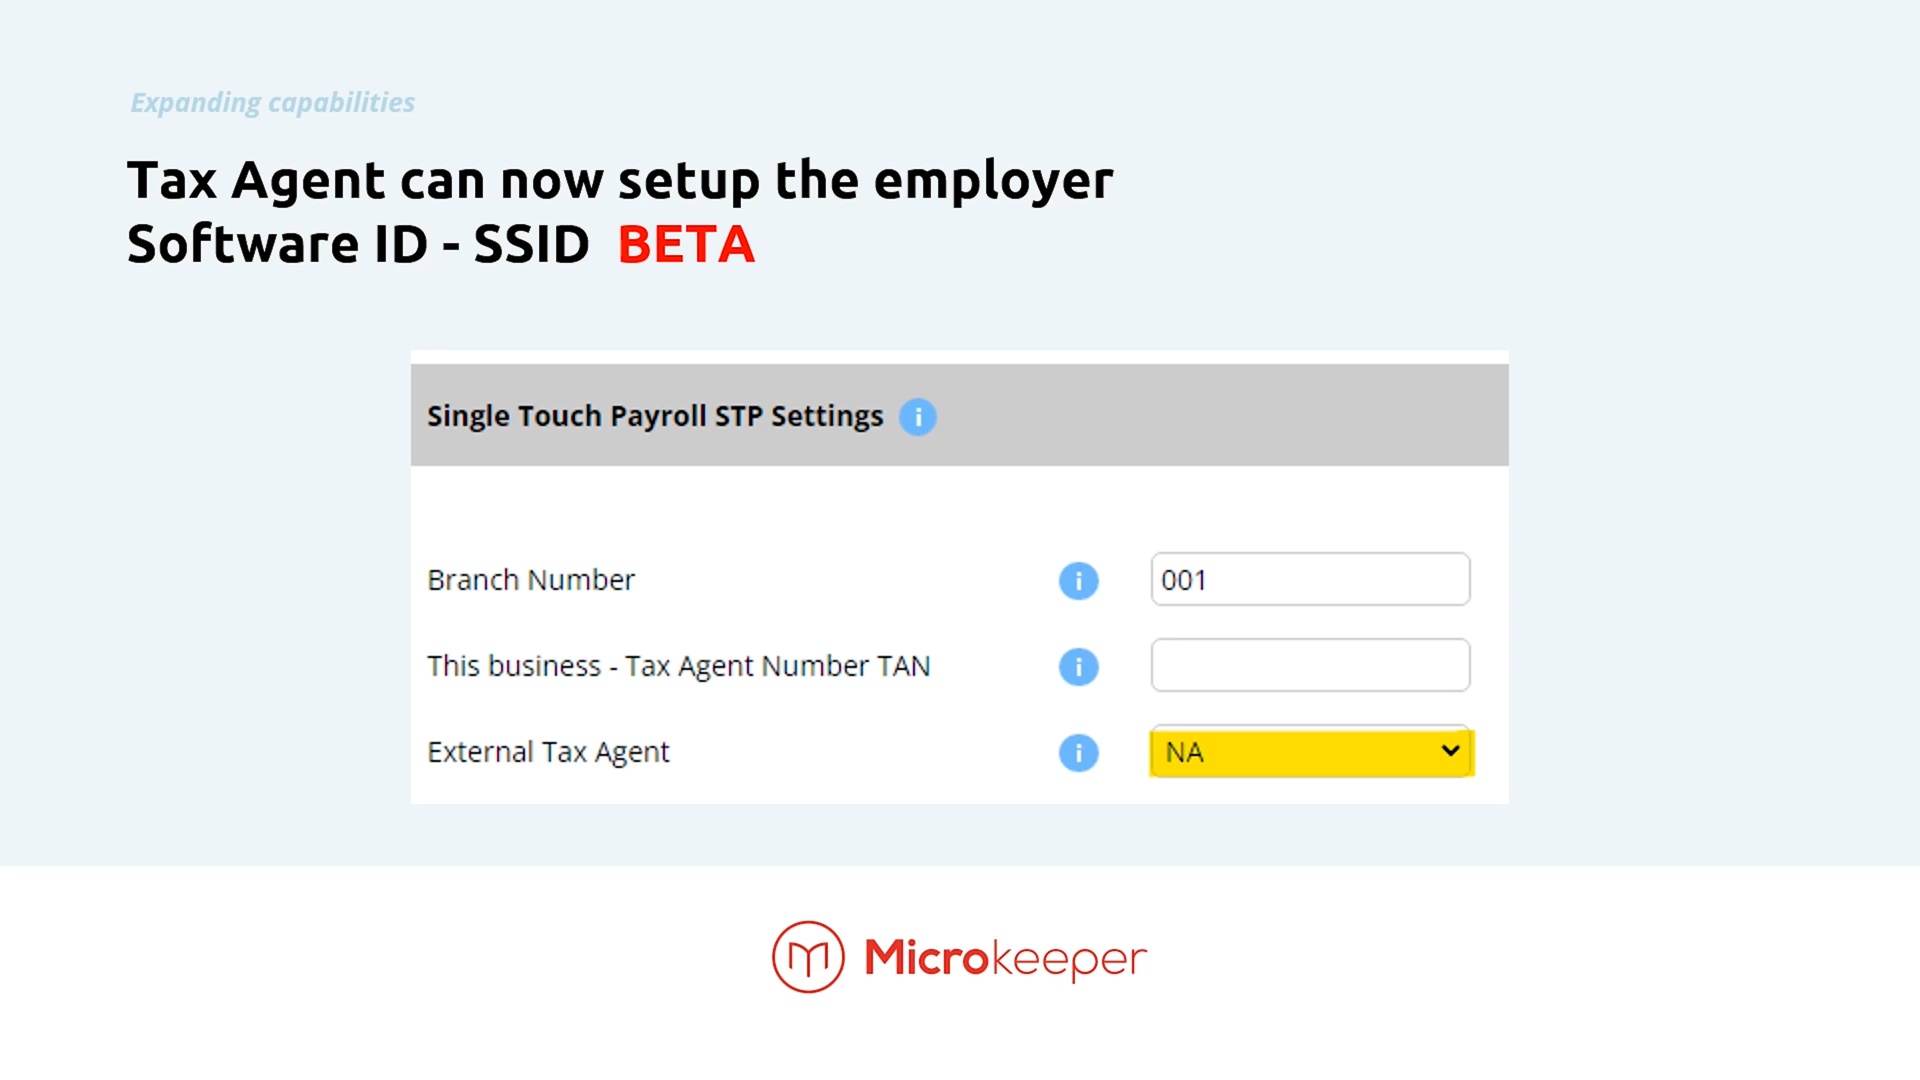 Expanding capabilities
Tax Agent can now setup the employer
Software ID - SSID BETA
Single Touch Payroll STP Settings i
Branch Number i 001
This business - Tax Agent Number TAN i
External Tax Agent i NA
Microkeeper